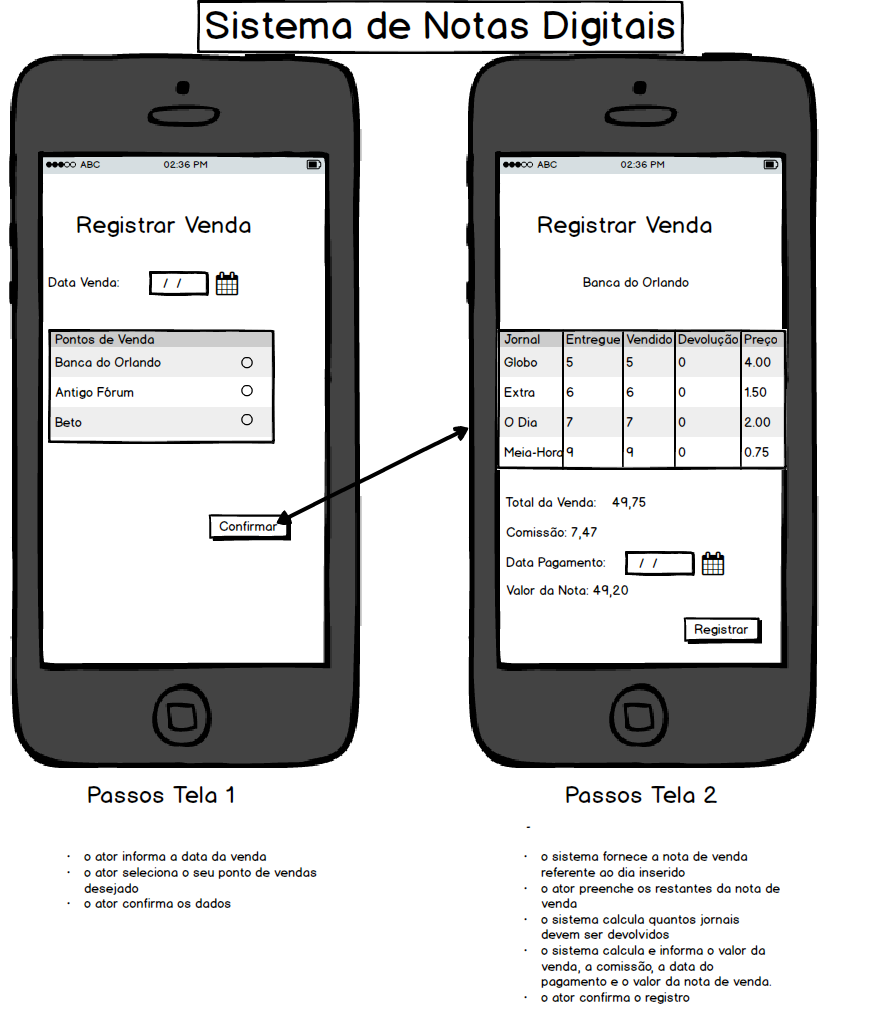 Sistema de Notas Digitais
ABC 02:36 PM
Registrar Venda
Data Venda: / /
Pontos de Venda
Banca do Orlando
Antigo Fórum
Beto
Confirmar
ABC 02:36 PM
Registrar Venda
Banca do Orlando
Jornal Entregue Vendido Devolução Preço
Globo 5 5 0 4.00
Extra 6 6 0 1.50
O Dia 7 7 0 2.00
Meia-Hora 9 9 0 0.75
Total da Venda: 49,75
Comissão: 7,47
Data Pagamento: / /
Valor da Nota: 49,20
Registrar
Passos Tela 1
· o ator informa a data da venda
· o ator seleciona o seu ponto de vendas
desejado
· o ator confirma os dados
Passos Tela 2
-
· o sistema fornece a nota de venda
referente ao dia inserido
· o ator preenche os restantes da nota de
venda
· o sistema calcula quantos jornais
devem ser devolvidos
· o sistema calcula e informa o valor da
venda, a comissão, a data do
pagamento e o valor da nota de venda.
· o ator confirma o registro